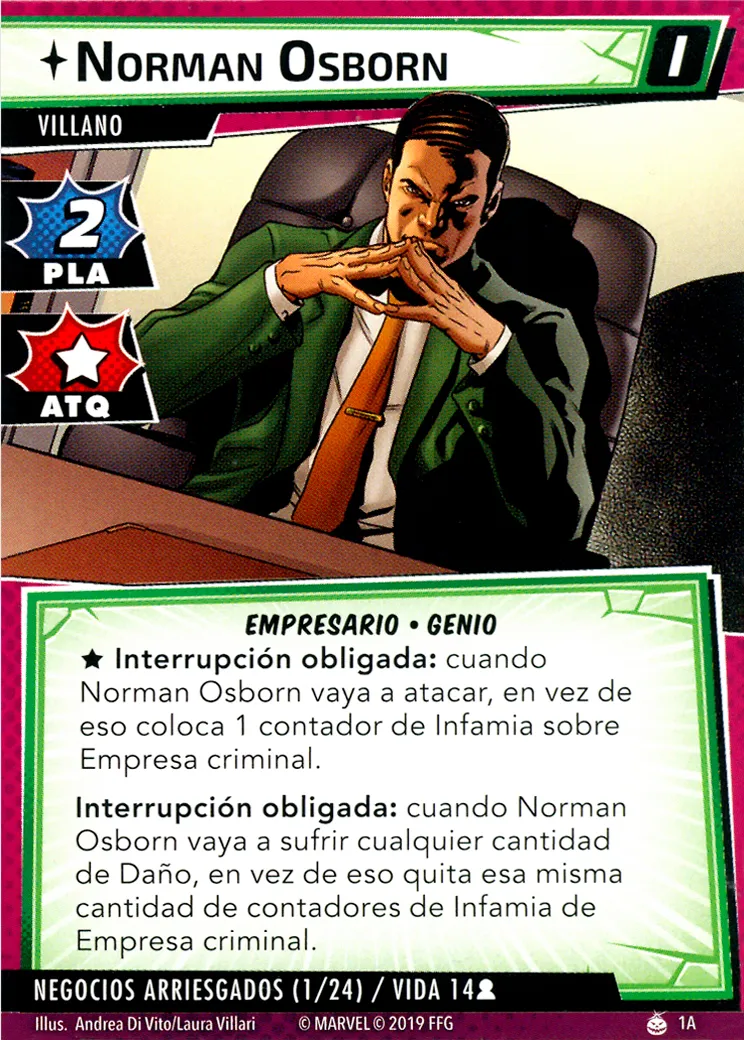 NORMAN OSBORN
I
VILLANO
2
PLA
ATQ
EMPRESARIO • GENIO
★ Interrupción obligada: cuando
Norman Osborn vaya a atacar, en vez de
eso coloca 1 contador de Infamia sobre
Empresa criminal.
Interrupción obligada: cuando Norman
Osborn vaya a sufrir cualquier cantidad
de Daño, en vez de eso quita esa misma
cantidad de contadores de Infamia de
Empresa criminal.
NEGOCIOS ARRIESGADOS (1/24) / VIDA 14
Illus. Andrea Di Vito/Laura Villari © MARVEL © 2019 FFG 1A